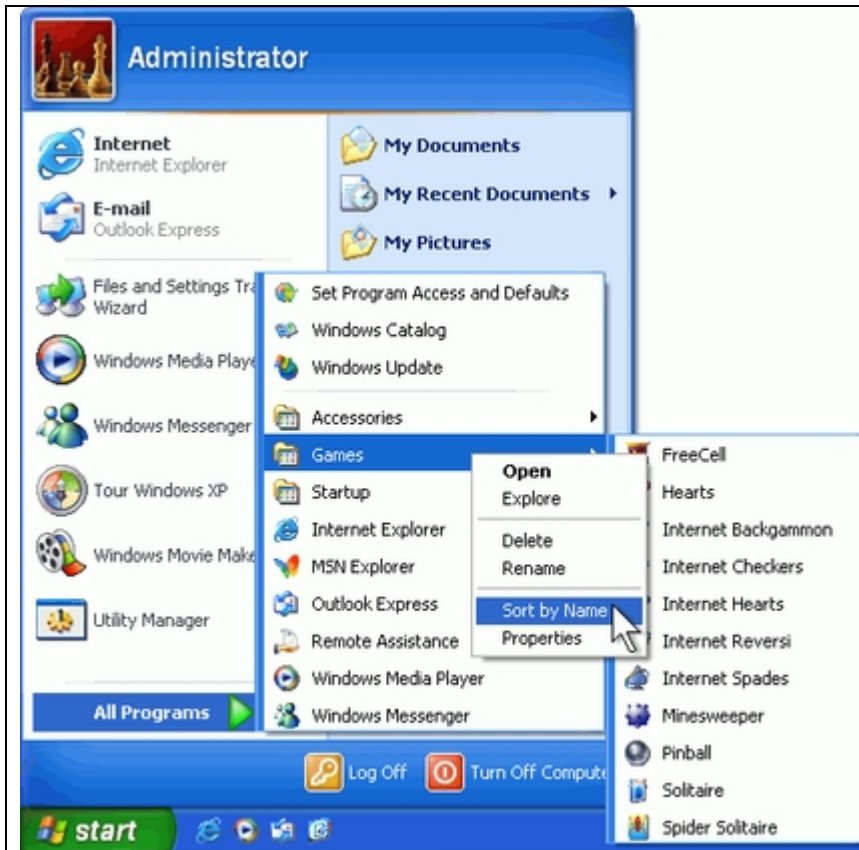 Administrator
Internet
Internet Explorer
E-mail
Outlook Express
Files and Settings Tra
Wizard
Windows Media Playe
Windows Messenger
Tour Windows XP
Windows Movie Make
Utility Manager
All Programs
My Documents
My Recent Documents
My Pictures
Set Program Access and Defaults
Windows Catalog
Windows Update
Accessories
Games
Startup
Internet Explorer
MSN Explorer
Outlook Express
Remote Assistance
Windows Media Player
Windows Messenger
Open
Explore
Delete
Rename
Sort by Name
Properties
FreeCell
Hearts
Internet Backgammon
Internet Checkers
Internet Hearts
Internet Reversi
Internet Spades
Minesweeper
Pinball
Solitaire
Spider Solitaire
Log Off
Turn Off Compute
start